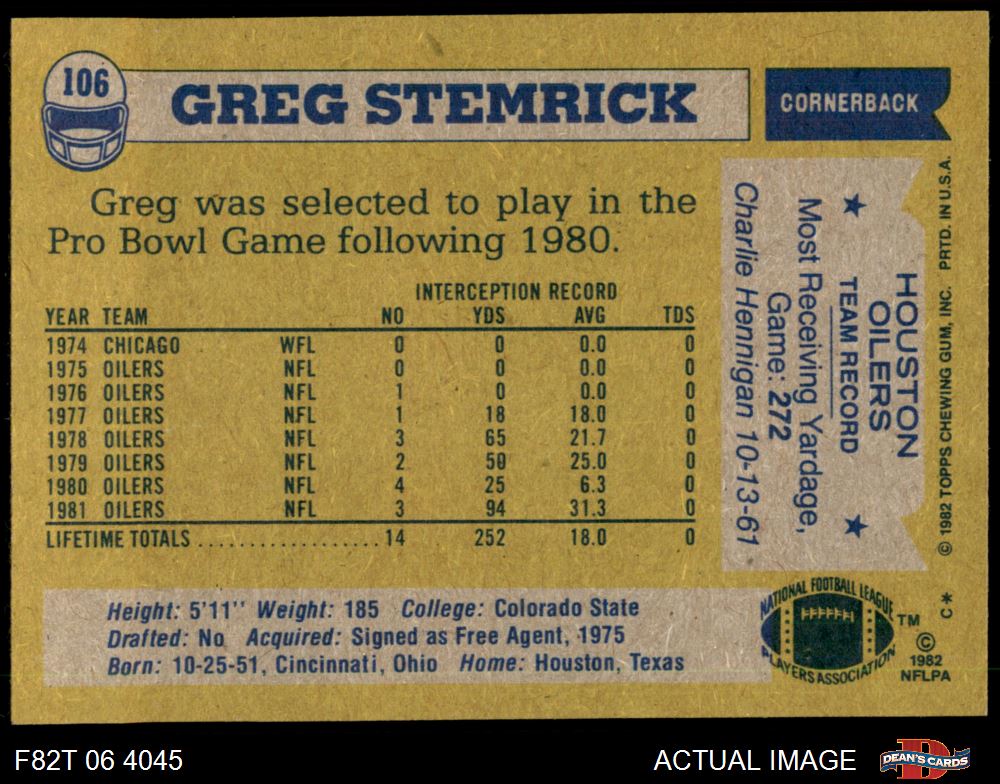 106
GREG STEMRICK
CORNERBACK
Greg was selected to play in the
Pro Bowl Game following 1980.
INTERCEPTION RECORD
YEAR TEAM NO YDS AVG TDS
1974 CHICAGO WFL 0 0 0.0 0
1975 OILERS NFL 0 0 0.0 0
1976 OILERS NFL 1 0 0.0 0
1977 OILERS NFL 1 18 18.0 0
1978 OILERS NFL 3 65 21.7 0
1979 OILERS NFL 2 50 25.0 0
1980 OILERS NFL 4 25 6.3 0
1981 OILERS NFL 3 94 31.3 0
LIFETIME TOTALS .................. 14 252 18.0 0
HOUSTON
OILERS
★ TEAM RECORD ★
Most Receiving Yardage,
Game: 272
Charlie Hennigan 10-13-61
© 1982 TOPPS CHEWING GUM, INC. PRTD. IN U.S.A.
C*
Height: 5'11'' Weight: 185 College: Colorado State
Drafted: No Acquired: Signed as Free Agent, 1975
Born: 10-25-51, Cincinnati, Ohio Home: Houston, Texas
NATIONAL FOOTBALL LEAGUE
PLAYERS ASSOCIATION
TM
©
1982
NFLPA
F82T 06 4045
ACTUAL IMAGE
D
DEAN'S CARDS